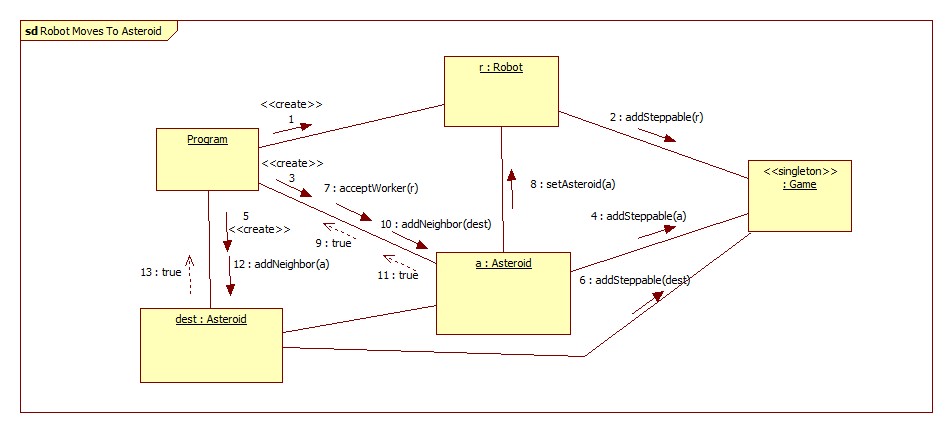 sd Robot Moves To Asteroid
r : Robot
<<create>>
1
2 : addSteppable(r)
Program
<<create>>
3
<<singleton>>
: Game
7 : acceptWorker(r)
8 : setAsteroid(a)
5
<<create>>
10 : addNeighbor(dest)
4 : addSteppable(a)
9 : true
12 : addNeighbor(a)
a : Asteroid
13 : true
11 : true
6 : addSteppable(dest)
dest : Asteroid